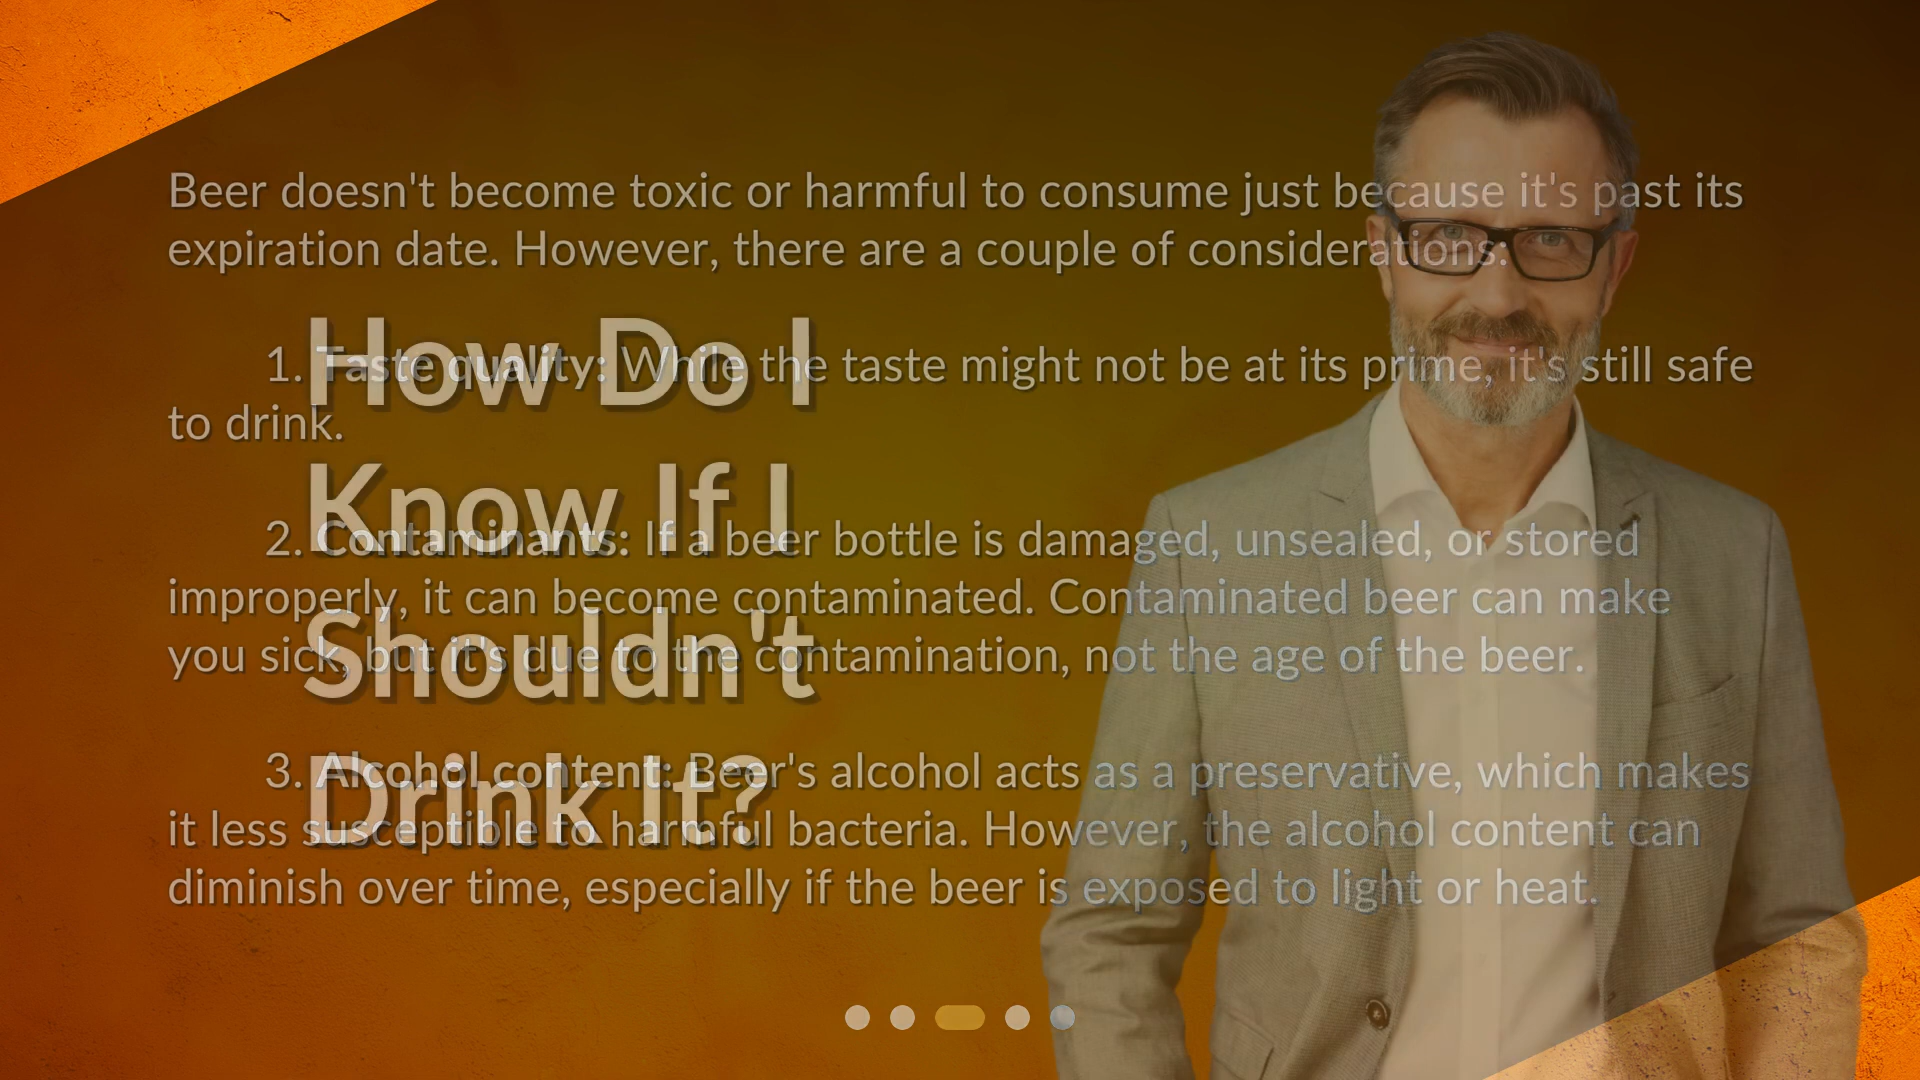 Beer doesn't become toxic or harmful to consume just because it's past its
expiration date. However, there are a couple of considerations:
1. Taste quality: While the taste might not be at its prime, it's still safe
to drink.
2. Contaminants: If a beer bottle is damaged, unsealed, or stored
improperly, it can become contaminated. Contaminated beer can make
you sick, but it's due to the contamination, not the age of the beer.
3. Alcohol content: Beer's alcohol acts as a preservative, which makes
it less susceptible to harmful bacteria. However, the alcohol content can
diminish over time, especially if the beer is exposed to light or heat.
How Do I
Know If I
Shouldn't
Drink It?